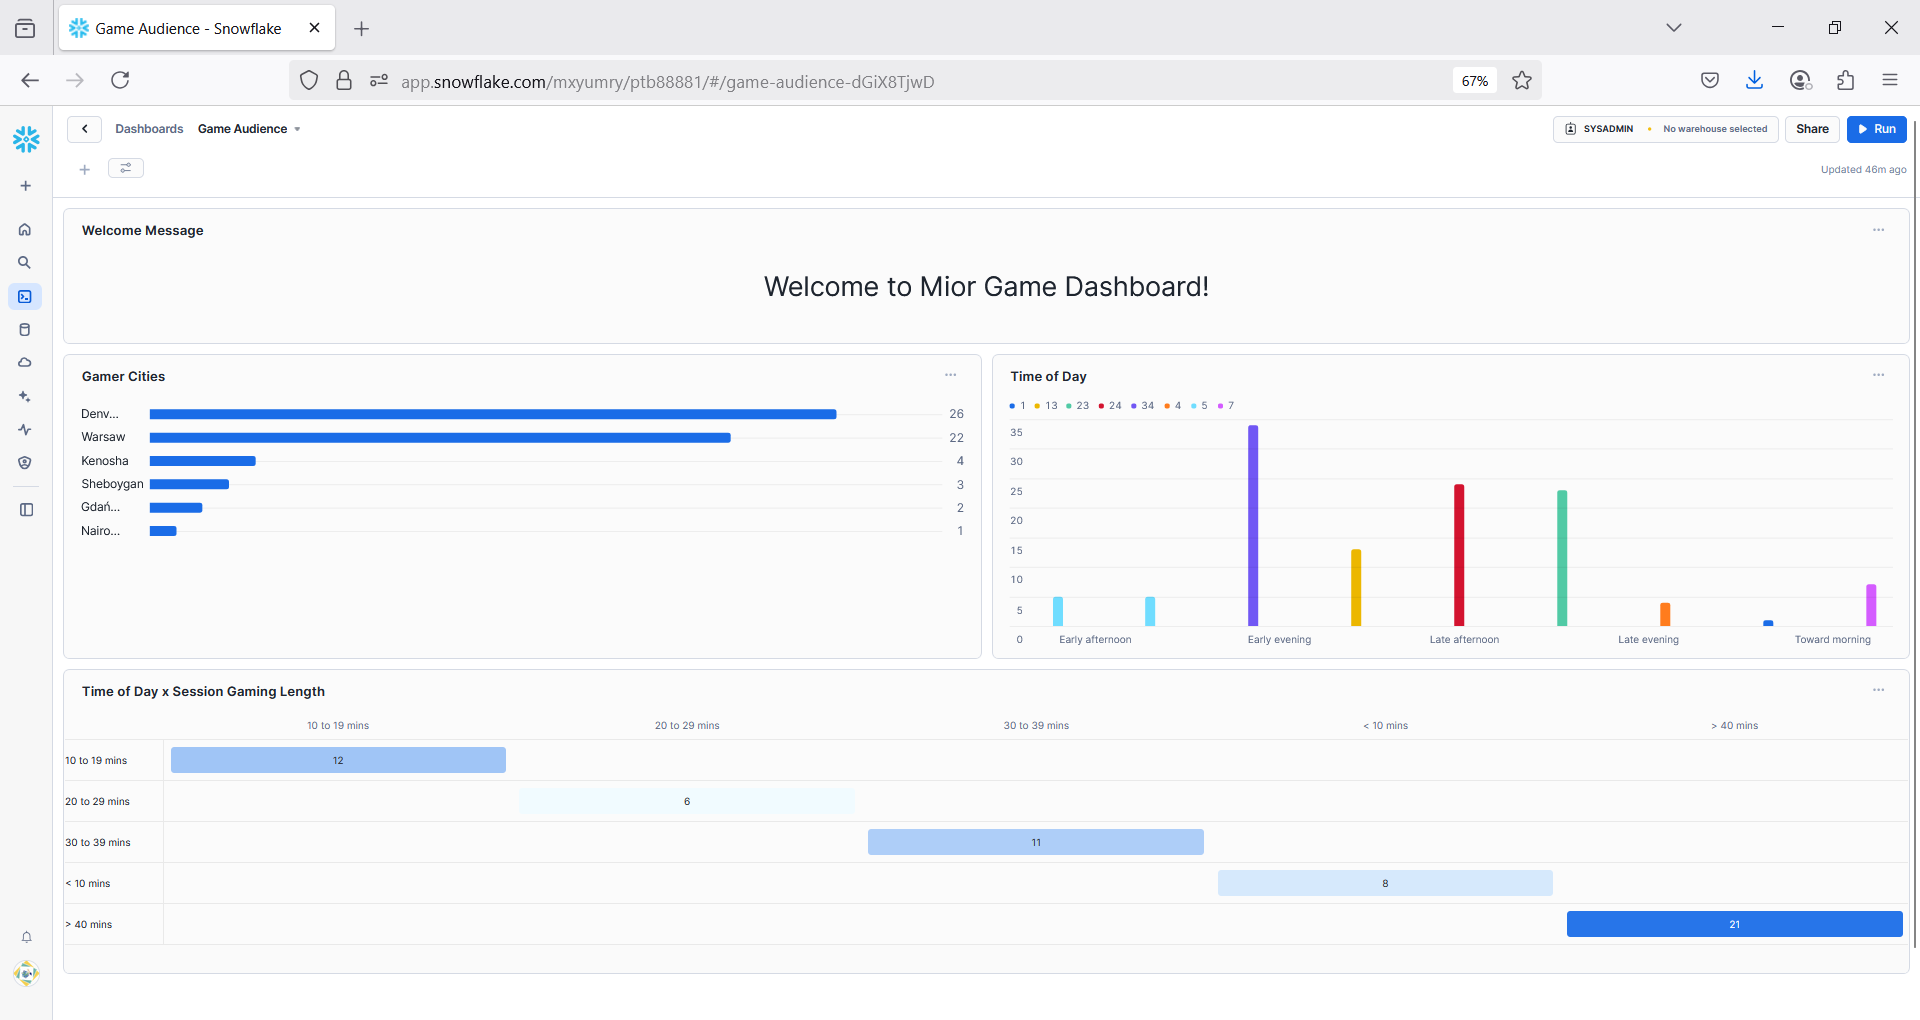 Game Audience - Snowflake
app.snowflake.com/mxyumry/ptb88881/#/game-audience-dGiX8TjwD
67%
Dashboards Game Audience
SYSADMIN • No warehouse selected
Share
Run
Updated 46m ago
Welcome Message
Welcome to Mior Game Dashboard!
Gamer Cities
Denv... 26
Warsaw 22
Kenosha 4
Sheboygan 3
Gdań... 2
Nairo... 1
Time of Day
1 13 23 24 34 4 5 7
35
30
25
20
15
10
5
0
Early afternoon Early evening Late afternoon Late evening Toward morning
Time of Day x Session Gaming Length
10 to 19 mins 20 to 29 mins 30 to 39 mins < 10 mins > 40 mins
10 to 19 mins 12
20 to 29 mins 6
30 to 39 mins 11
< 10 mins 8
> 40 mins 21